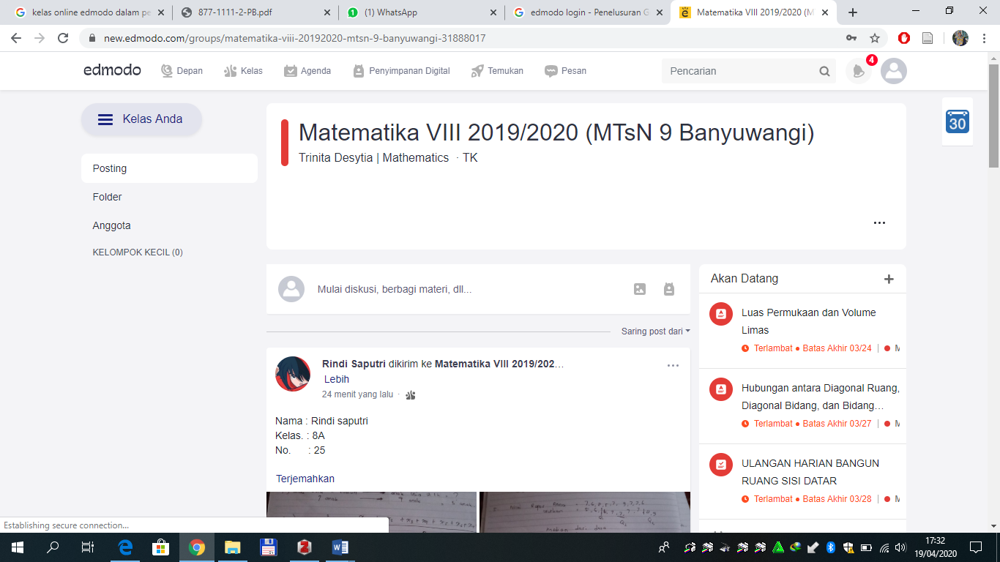 kelas online edmodo dalam pe
877-1111-2-PB.pdf
(1) WhatsApp
edmodo login - Penelusuran G
Matematika VIII 2019/2020 (M
new.edmodo.com/groups/matematika-viii-20192020-mtsn-9-banyuwangi-31888017
edmodo
Depan
Kelas
Agenda
Penyimpanan Digital
Temukan
Pesan
Pencarian
4
Kelas Anda
Posting
Folder
Anggota
KELOMPOK KECIL (0)
Matematika VIII 2019/2020 (MTsN 9 Banyuwangi)
Trinita Desytia | Mathematics · TK
30
Mulai diskusi, berbagi materi, dll...
Saring post dari
Rindi Saputri dikirim ke Matematika VIII 2019/202…
Lebih
24 menit yang lalu ·
Nama : Rindi saputri
Kelas. : 8A
No. : 25
Terjemahkan
Akan Datang
Luas Permukaan dan Volume
Limas
Terlambat ● Batas Akhir 03/24 | ● M
Hubungan antara Diagonal Ruang,
Diagonal Bidang, dan Bidang…
Terlambat ● Batas Akhir 03/27 | ● M
ULANGAN HARIAN BANGUN
RUANG SISI DATAR
Terlambat ● Batas Akhir 03/28 | ● M
Establishing secure connection...
17:32
19/04/2020